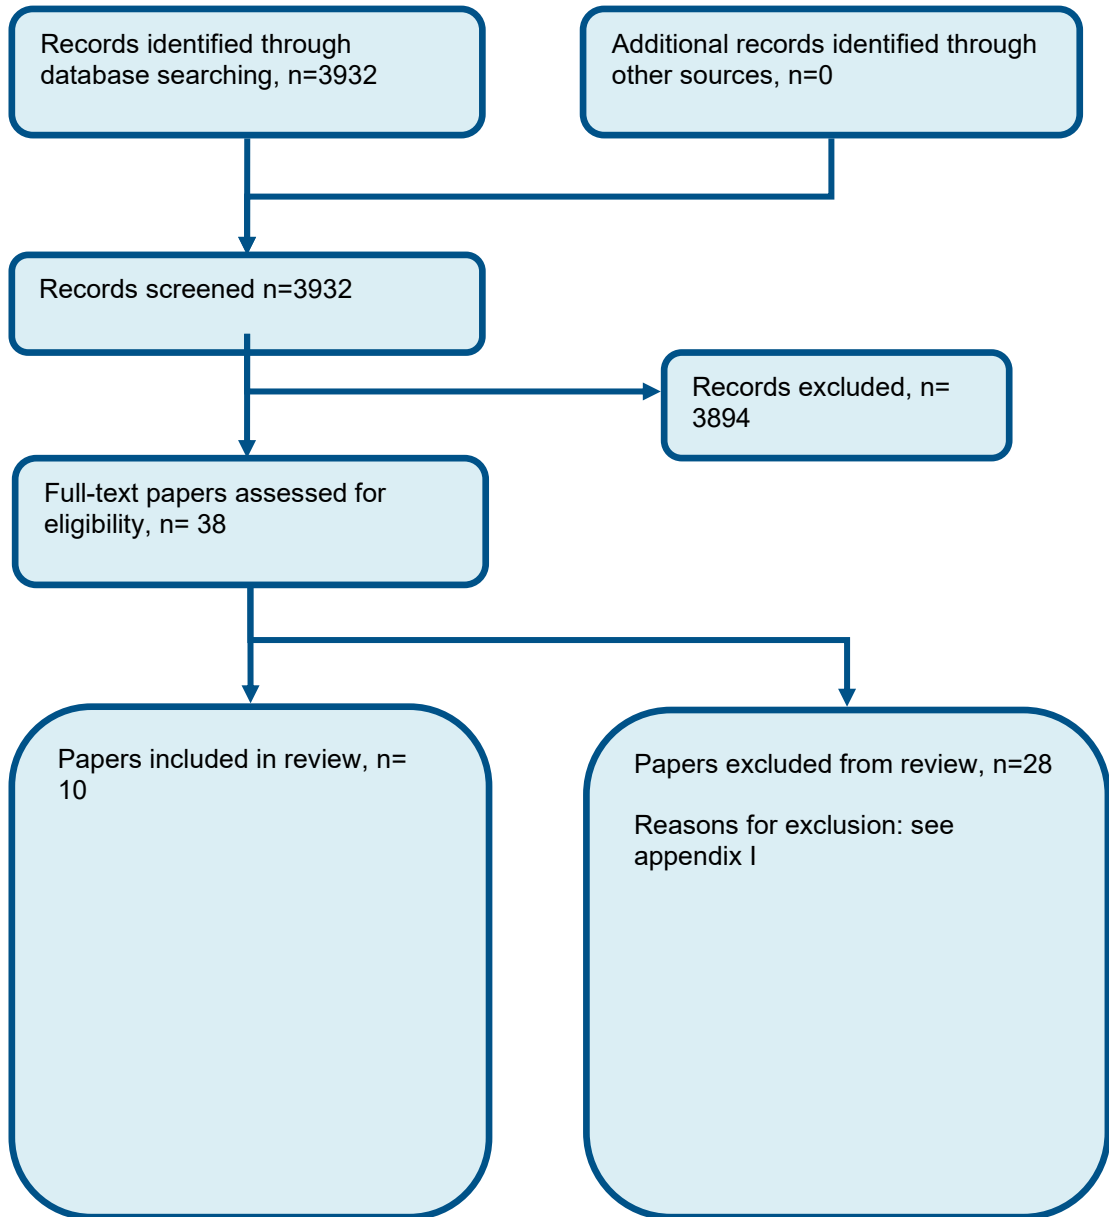 Records identified through
database searching, n=3932
Additional records identified through
other sources, n=0
Records screened n=3932
Records excluded, n=
3894
Full-text papers assessed for
eligibility, n= 38
Papers included in review, n=
10
Papers excluded from review, n=28
Reasons for exclusion: see
appendix I